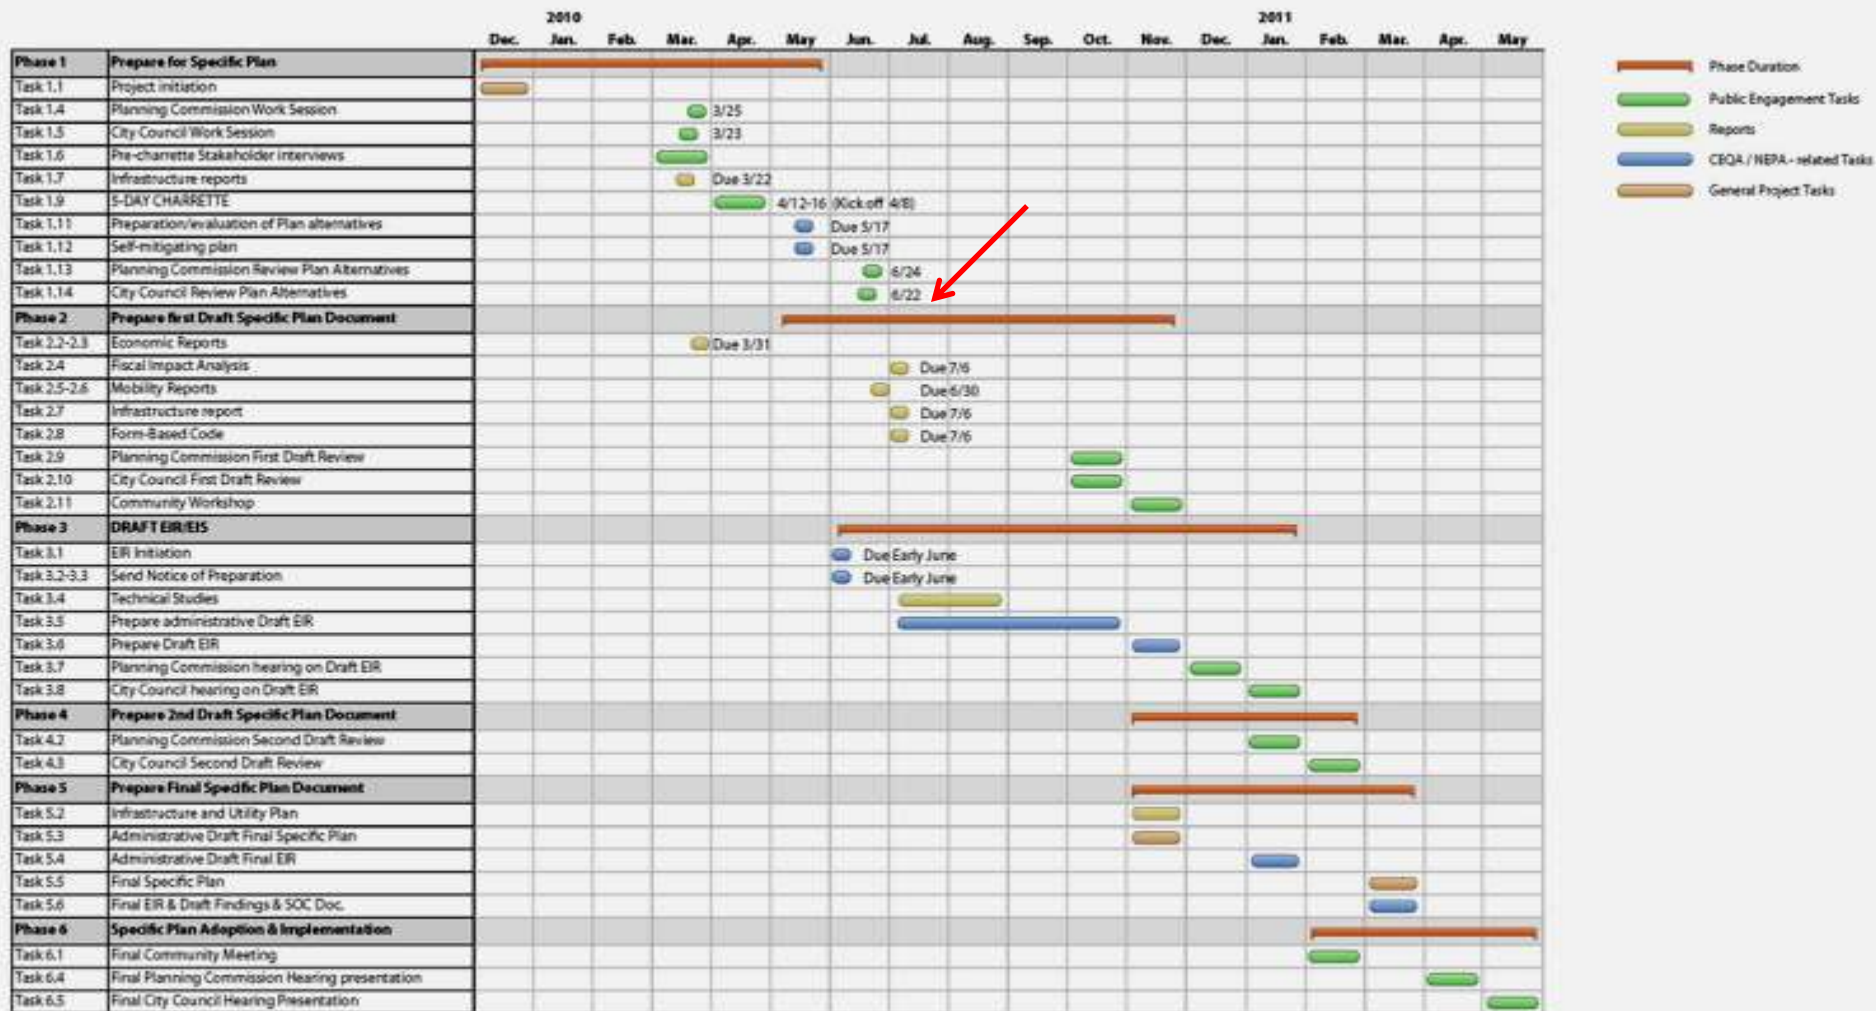 2010 2011
Dec. Jan. Feb. Mar. Apr. May Jun. Jul. Aug. Sep. Oct. Nov. Dec. Jan. Feb. Mar. Apr. May
Phase 1 Prepare for Specific Plan
Task 1.1 Project initiation
Task 1.4 Planning Commission Work Session 3/25
Task 1.5 City Council Work Session 3/23
Task 1.6 Pre-charrette Stakeholder interviews
Task 1.7 Infrastructure reports Due 3/22
Task 1.9 5-DAY CHARRETTE 4/12-16 (Kick off 4/8)
Task 1.11 Preparation/evaluation of Plan alternatives Due 5/17
Task 1.12 Self-mitigating plan Due 5/17
Task 1.13 Planning Commission Review Plan Alternatives 6/24
Task 1.14 City Council Review Plan Alternatives 6/22
Phase 2 Prepare first Draft Specific Plan Document
Task 2.2-2.3 Economic Reports Due 3/31
Task 2.4 Fiscal Impact Analysis Due 7/6
Task 2.5-2.6 Mobility Reports Due 6/30
Task 2.7 Infrastructure report Due 7/6
Task 2.8 Form-Based Code Due 7/6
Task 2.9 Planning Commission First Draft Review
Task 2.10 City Council First Draft Review
Task 2.11 Community Workshop
Phase 3 DRAFT EIR/EIS
Task 3.1 EIR Initiation Due Early June
Task 3.2-3.3 Send Notice of Preparation Due Early June
Task 3.4 Technical Studies
Task 3.5 Prepare administrative Draft EIR
Task 3.6 Prepare Draft EIR
Task 3.7 Planning Commission hearing on Draft EIR
Task 3.8 City Council hearing on Draft EIR
Phase 4 Prepare 2nd Draft Specific Plan Document
Task 4.2 Planning Commission Second Draft Review
Task 4.3 City Council Second Draft Review
Phase 5 Prepare Final Specific Plan Document
Task 5.2 Infrastructure and Utility Plan
Task 5.3 Administrative Draft Final Specific Plan
Task 5.4 Administrative Draft Final EIR
Task 5.5 Final Specific Plan
Task 5.6 Final EIR & Draft Findings & SOC Doc.
Phase 6 Specific Plan Adoption & Implementation
Task 6.1 Final Community Meeting
Task 6.4 Final Planning Commission Hearing presentation
Task 6.5 Final City Council Hearing Presentation
Phase Duration
Public Engagement Tasks
Reports
CEQA / NEPA - related Tasks
General Project Tasks